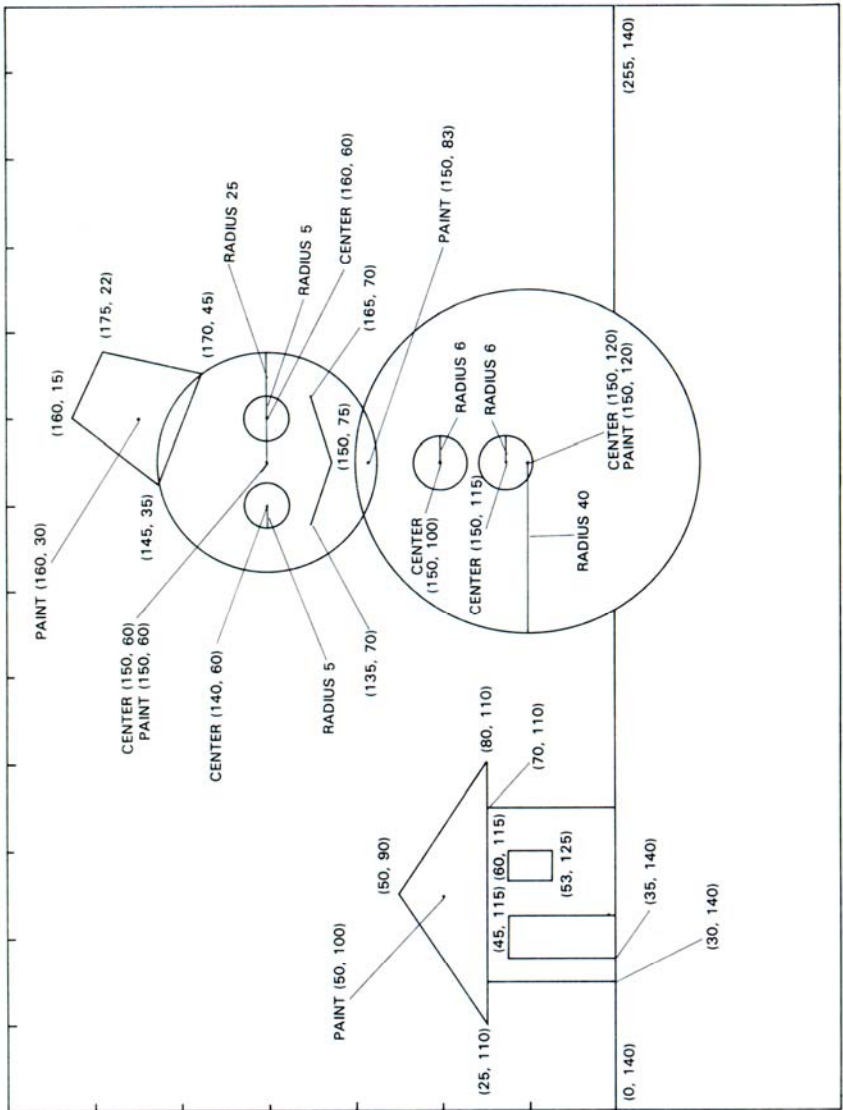 (160, 15)
(175, 22)
PAINT (160, 30)
(145, 35)
(170, 45)
RADIUS 25
CENTER (150, 60)
PAINT (150, 60)
RADIUS 5
CENTER (160, 60)
CENTER (140, 60)
RADIUS 5
(135, 70)
(150, 75)
(165, 70)
PAINT (150, 83)
(50, 90)
PAINT (50, 100)
CENTER
(150, 100)
RADIUS 6
CENTER (150, 115)
RADIUS 6
(25, 110)
(80, 110)
(70, 110)
(45, 115)
(60, 115)
(53, 125)
RADIUS 40
CENTER (150, 120)
PAINT (150, 120)
(0, 140)
(30, 140)
(35, 140)
(255, 140)